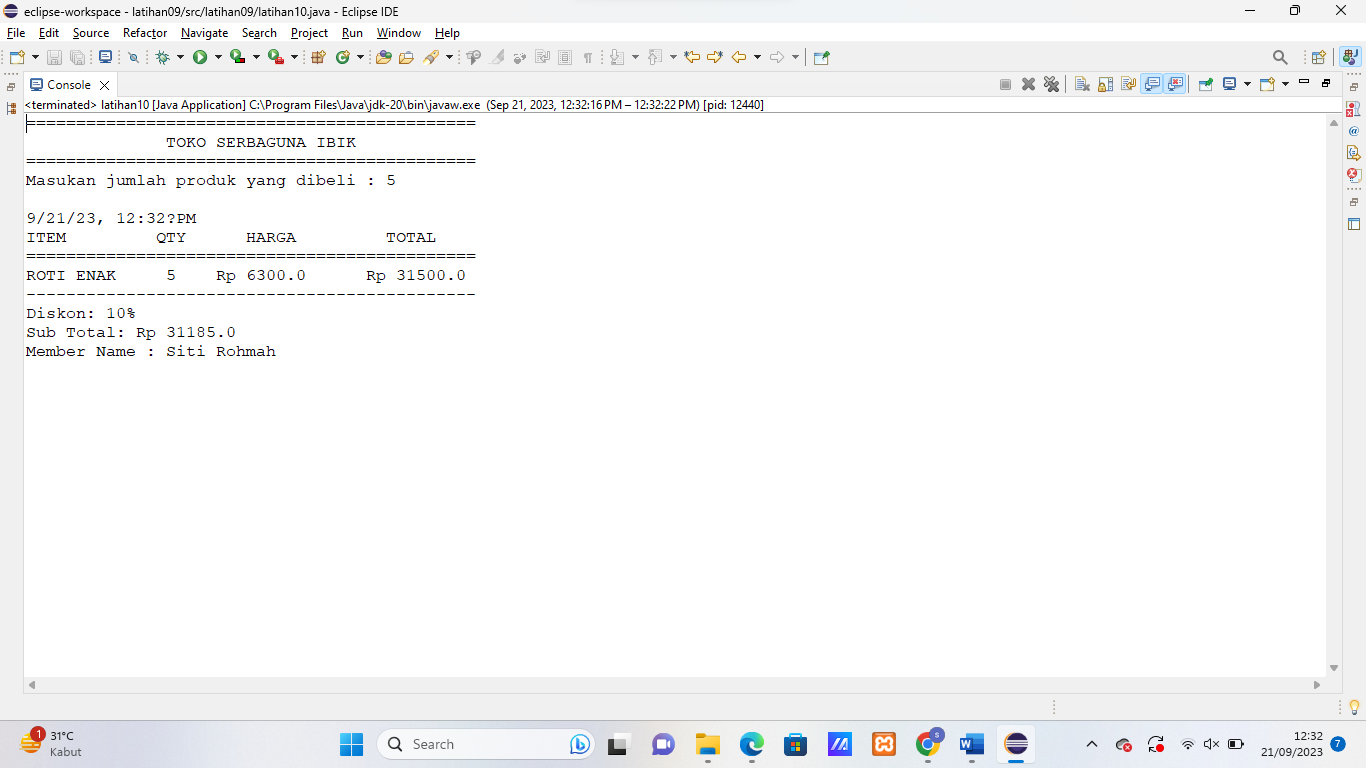 eclipse-workspace - latihan09/src/latihan09/latihan10.java - Eclipse IDE
File Edit Source Refactor Navigate Search Project Run Window Help
Console
<terminated> latihan10 [Java Application] C:\Program Files\Java\jdk-20\bin\javaw.exe (Sep 21, 2023, 12:32:16 PM – 12:32:22 PM) [pid: 12440]
=============================================
TOKO SERBAGUNA IBIK
=============================================
Masukan jumlah produk yang dibeli : 5
9/21/23, 12:32?PM
ITEM QTY HARGA TOTAL
=============================================
ROTI ENAK 5 Rp 6300.0 Rp 31500.0
---------------------------------------------
Diskon: 10%
Sub Total: Rp 31185.0
Member Name : Siti Rohmah
1
31°C
Kabut
Search
S
12:32
21/09/2023
7